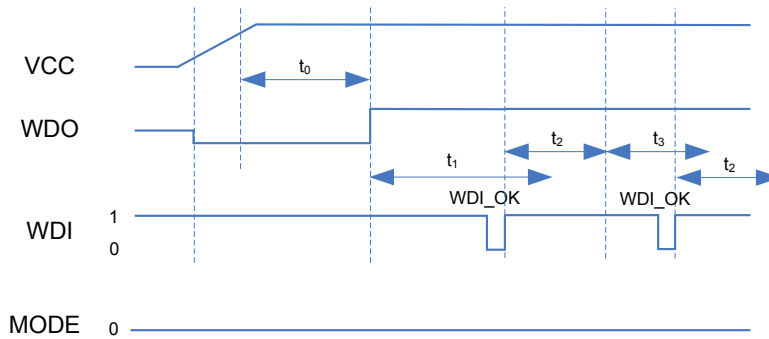 VCC
t0
WDO
t2
t3
t1
t2
WDI_OK
WDI_OK
WDI
1
0
MODE
0